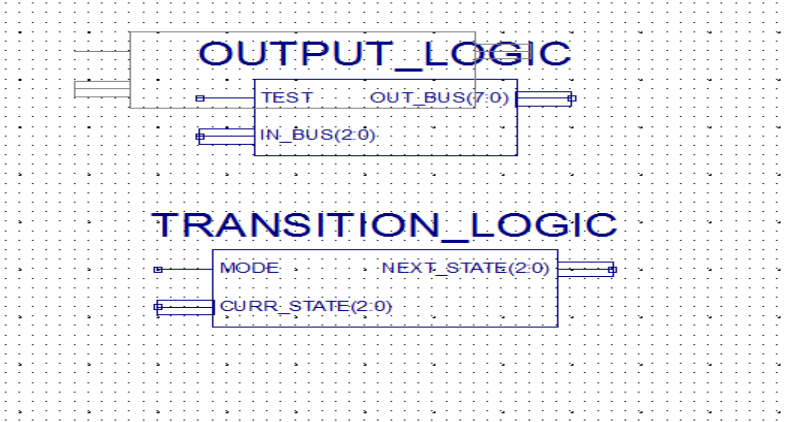 OUTPUT_LOGIC
TEST OUT_BUS(7:0)
IN_BUS(2:0)
TRANSITION_LOGIC
MODE NEXT_STATE(2:0)
CURR_STATE(2:0)